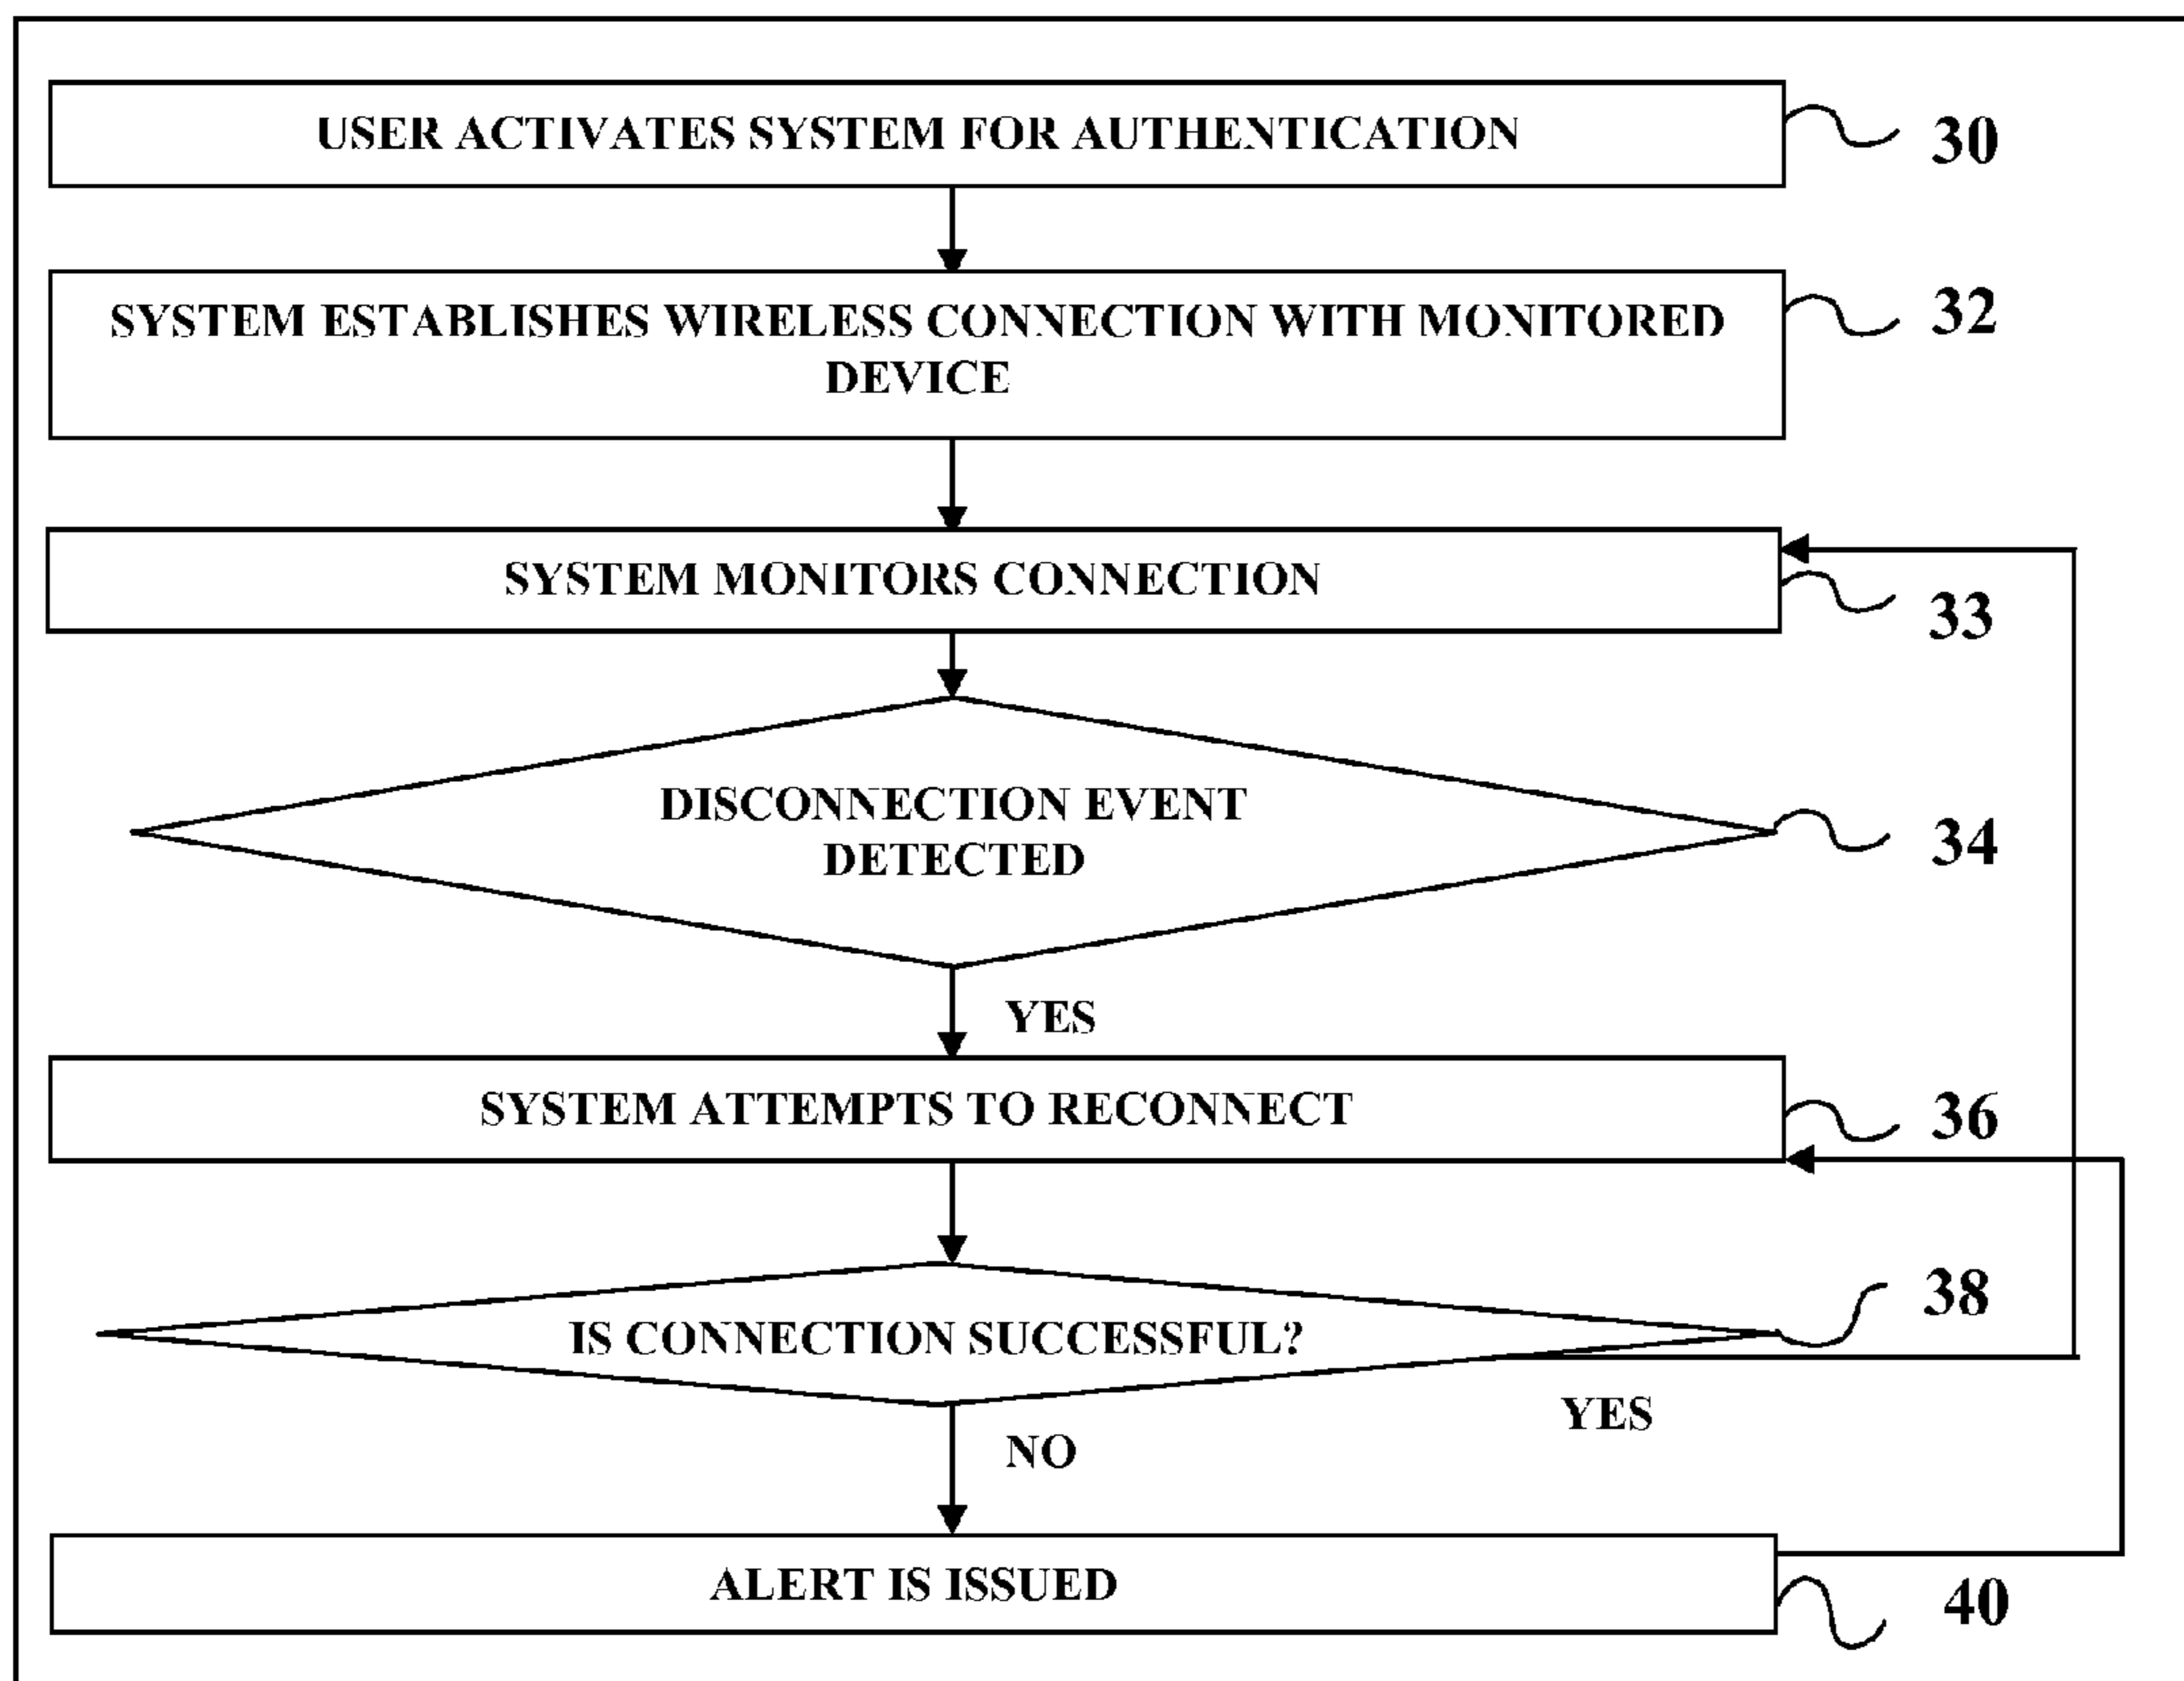 USER ACTIVATES SYSTEM FOR AUTHENTICATION
30
SYSTEM ESTABLISHES WIRELESS CONNECTION WITH MONITORED
DEVICE
32
SYSTEM MONITORS CONNECTION
33
DISCONNECTION EVENT
DETECTED
34
YES
SYSTEM ATTEMPTS TO RECONNECT
36
IS CONNECTION SUCCESSFUL?
38
YES
NO
ALERT IS ISSUED
40